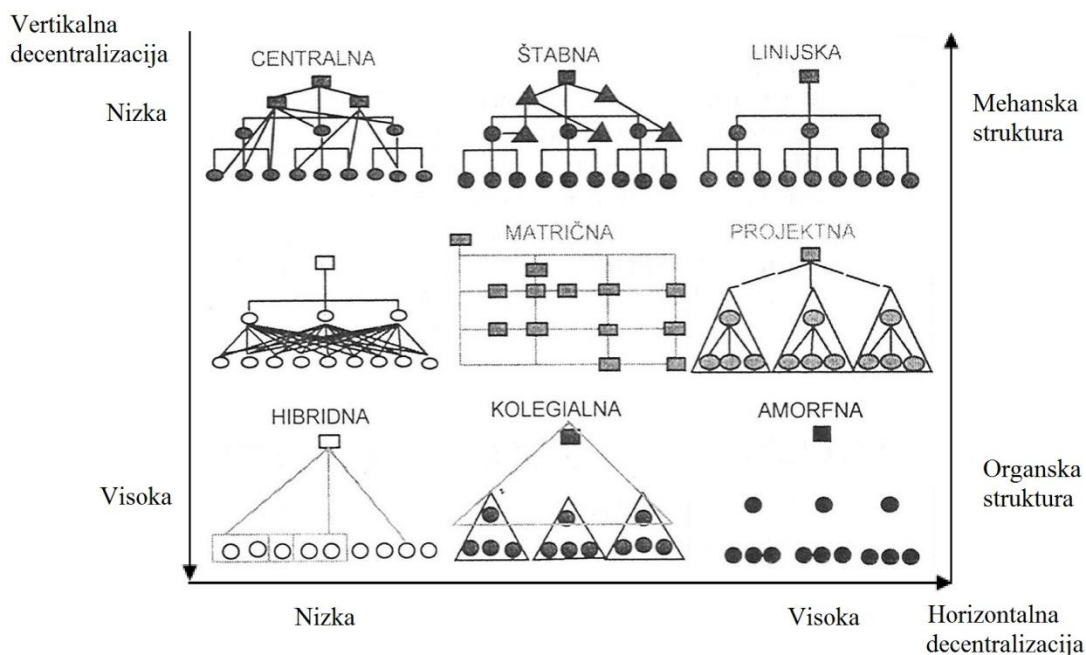 Vertikalna
decentralizacija
CENTRALNA
ŠTABNA
LINIJSKA
Nizka
Mehanska
struktura
MATRIČNA
PROJEKTNA
HIBRIDNA
KOLEGIALNA
AMORFNA
Visoka
Organska
struktura
Nizka
Visoka
Horizontalna
decentralizacija